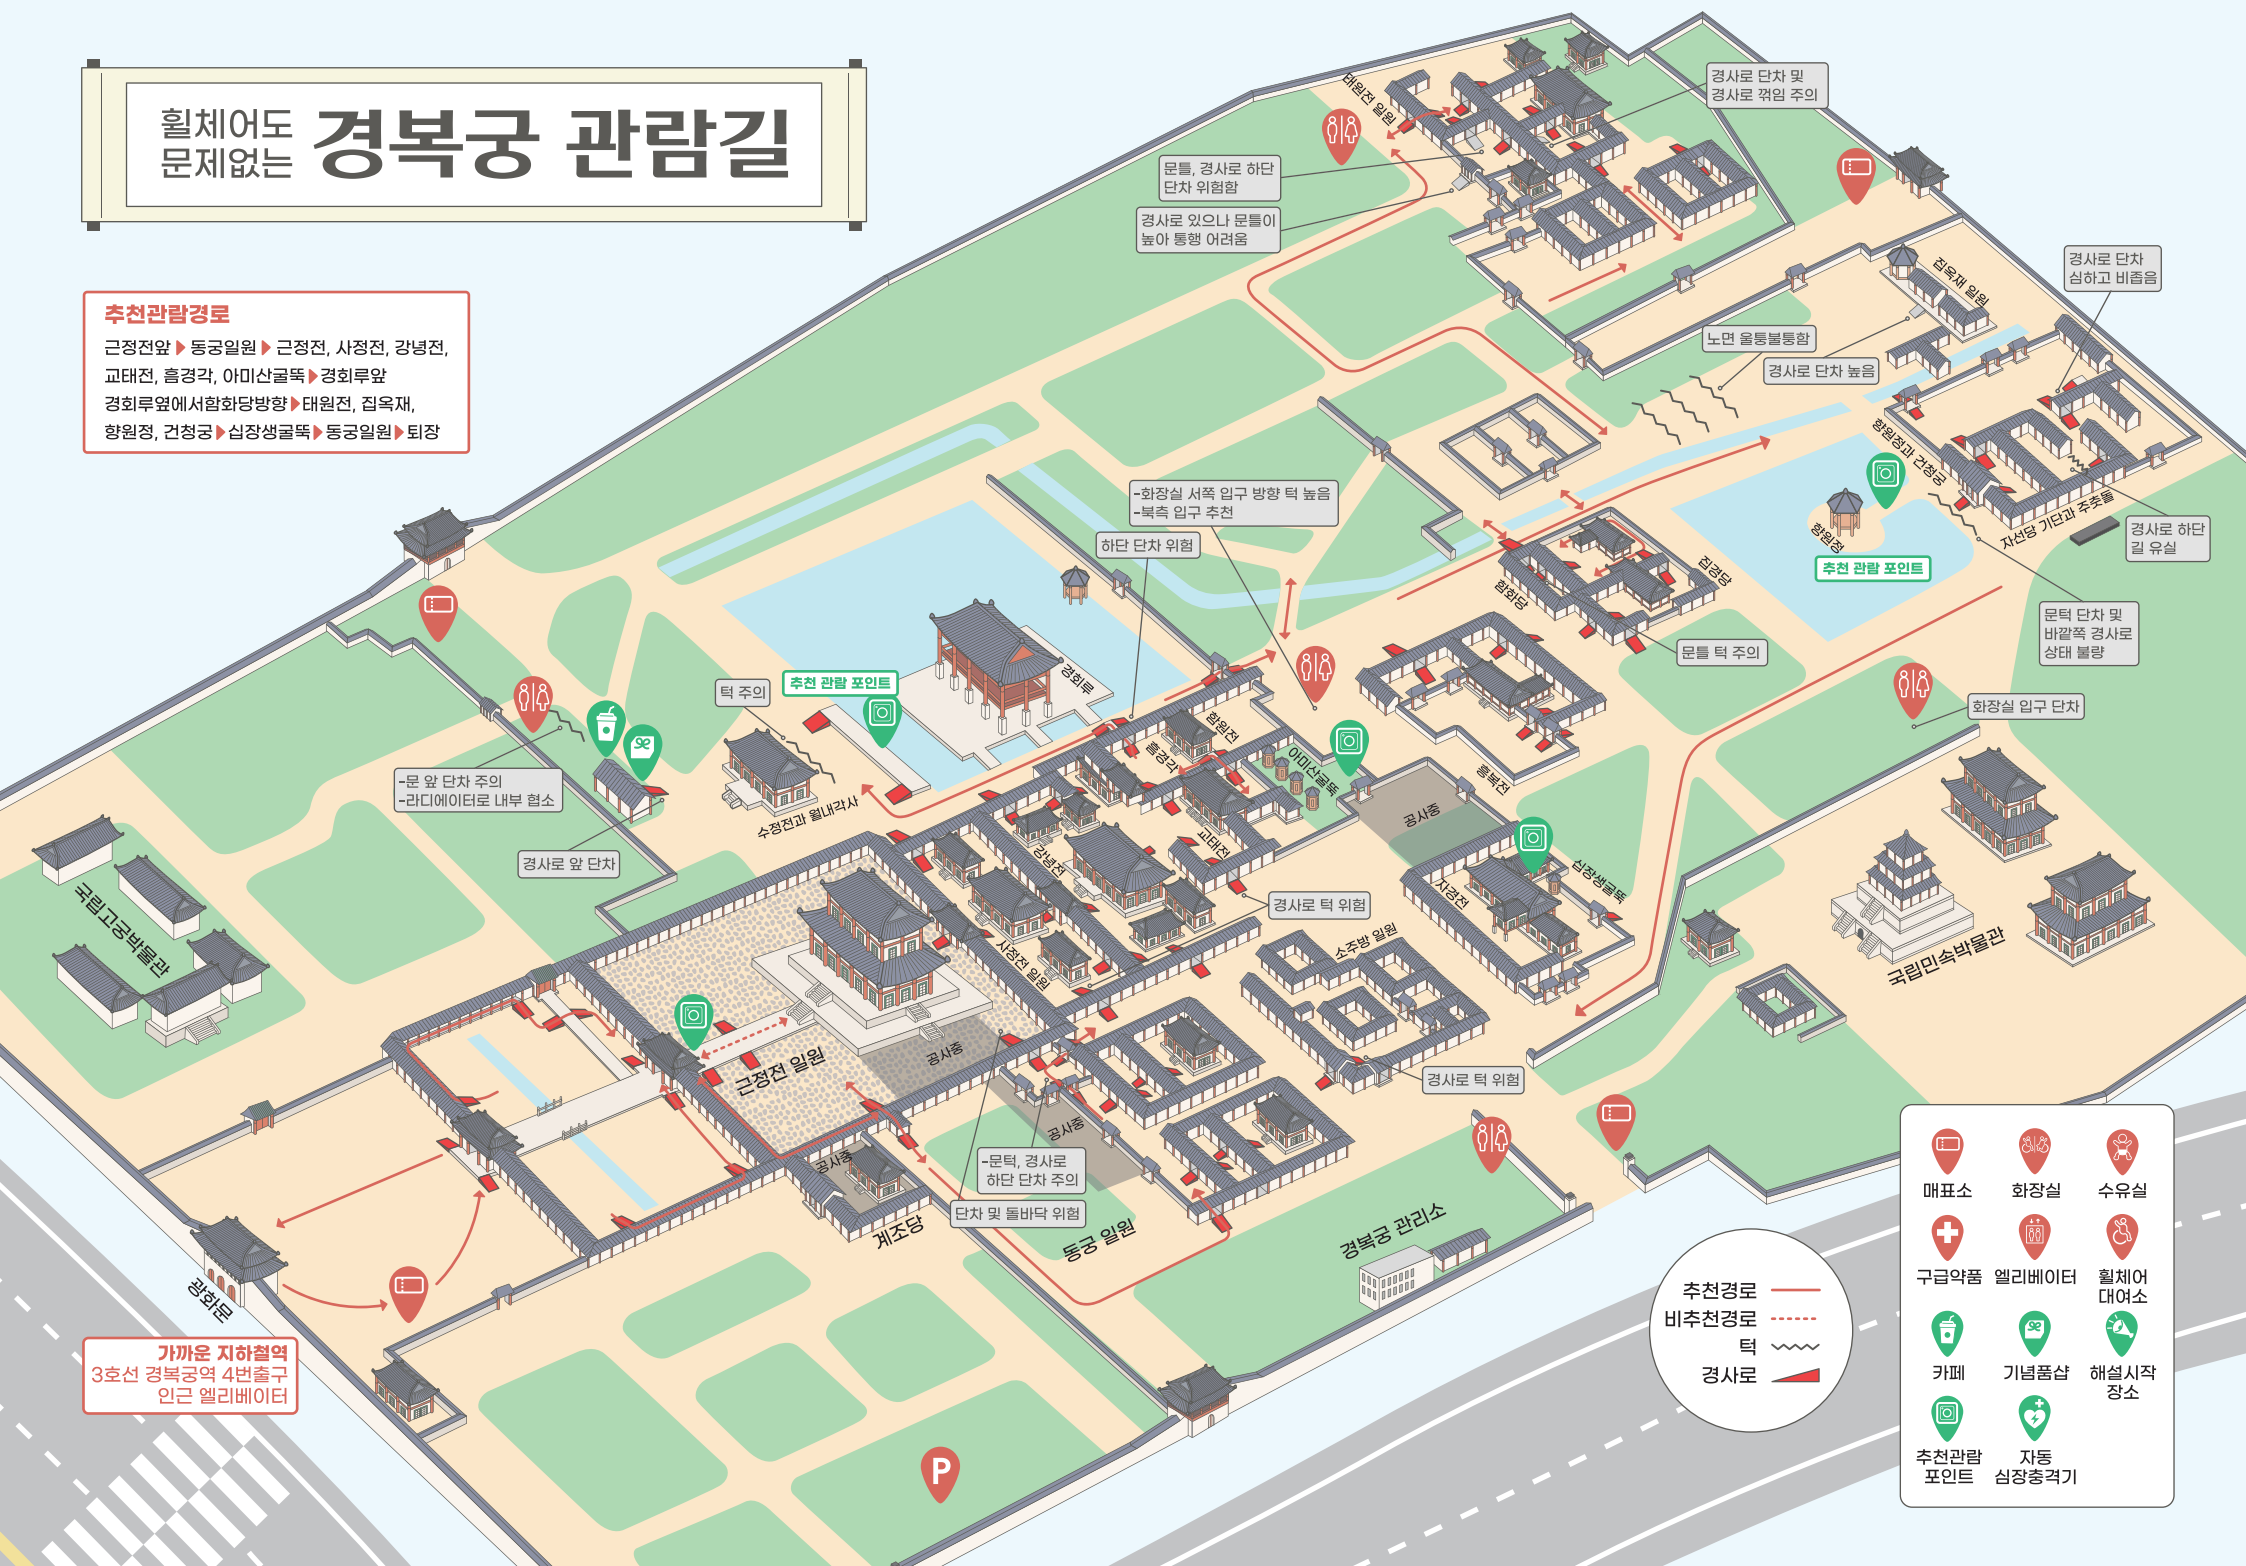 휠체어도
문제없는
경복궁 관람길
추천관람경로
근정전앞 ▶ 동궁일원 ▶ 근정전, 사정전, 강녕전,
교태전, 흠경각, 아미산굴뚝▶경회루앞
경회루옆에서함화당방향▶태원전, 집옥재,
향원정, 건청궁▶십장생굴뚝▶동궁일원▶퇴장
태원전 일원
경사로 단차 및
경사로 꺾임 주의
문틀, 경사로 하단
단차 위험함
경사로 있으나 문틀이
높아 통행 어려움
집옥재 일원
경사로 단차
심하고 비좁음
노면 울퉁불퉁함
경사로 단차 높음
향원정과 건청궁
향원정
추천 관람 포인트
자선당 기단과 주춧돌
경사로 하단
길 유실
문턱 단차 및
바깥쪽 경사로
상태 불량
-화장실 서쪽 입구 방향 턱 높음
-북측 입구 추천
하단 단차 위험
함화당
집경당
문틀 턱 주의
화장실 입구 단차
경회루
추천 관람 포인트
턱 주의
수정전과 궐내각사
-문 앞 단차 주의
-라디에이터로 내부 협소
경사로 앞 단차
함원전
흠경각
아미산굴뚝
흥복전
공사중
교태전
강녕전
자경전
십장생굴뚝
경사로 턱 위험
사정전 일원
소주방 일원
국립고궁박물관
국립민속박물관
근정전 일원
공사중
경사로 턱 위험
공사중
공사중
-문턱, 경사로
하단 단차 주의
단차 및 돌바닥 위험
계조당
동궁 일원
경복궁 관리소
광화문
가까운 지하철역
3호선 경복궁역 4번출구
인근 엘리베이터
P
추천경로
비추천경로
턱
경사로
매표소
화장실
수유실
구급약품
엘리베이터
휠체어
대여소
카페
기념품샵
해설시작
장소
추천관람
포인트
자동
심장충격기